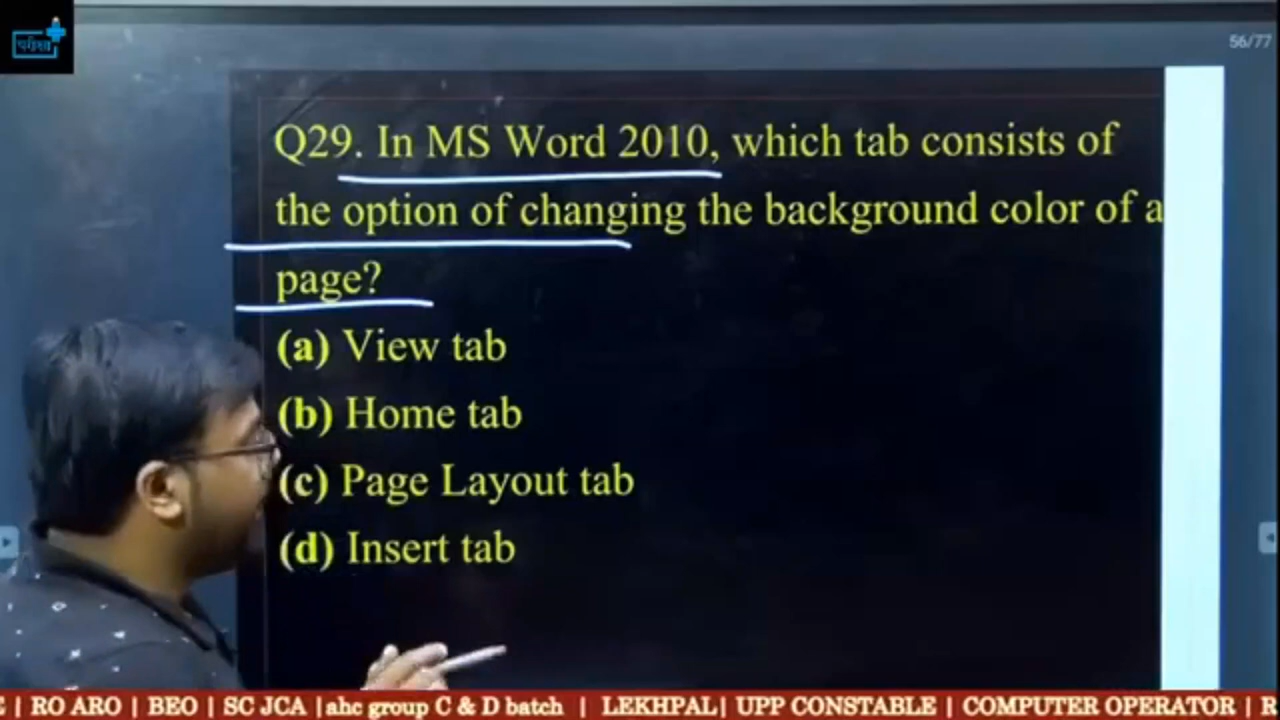 परीक्षा
56/77
Q29. In MS Word 2010, which tab consists of
the option of changing the background color of a
page?
(a) View tab
(b) Home tab
(c) Page Layout tab
(d) Insert tab
| RO ARO | BEO | SC JCA |ahc group C & D batch | LEKHPAL| UPP CONSTABLE | COMPUTER OPERATOR |